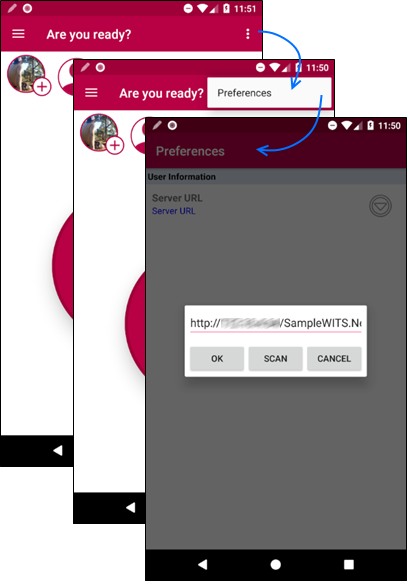 11:51
Are you ready?
11:50
Are you ready?
Preferences
11:50
Preferences
User Information
Server URL
Server URL
http:// /SampleWITS.Ne
OK
SCAN
CANCEL